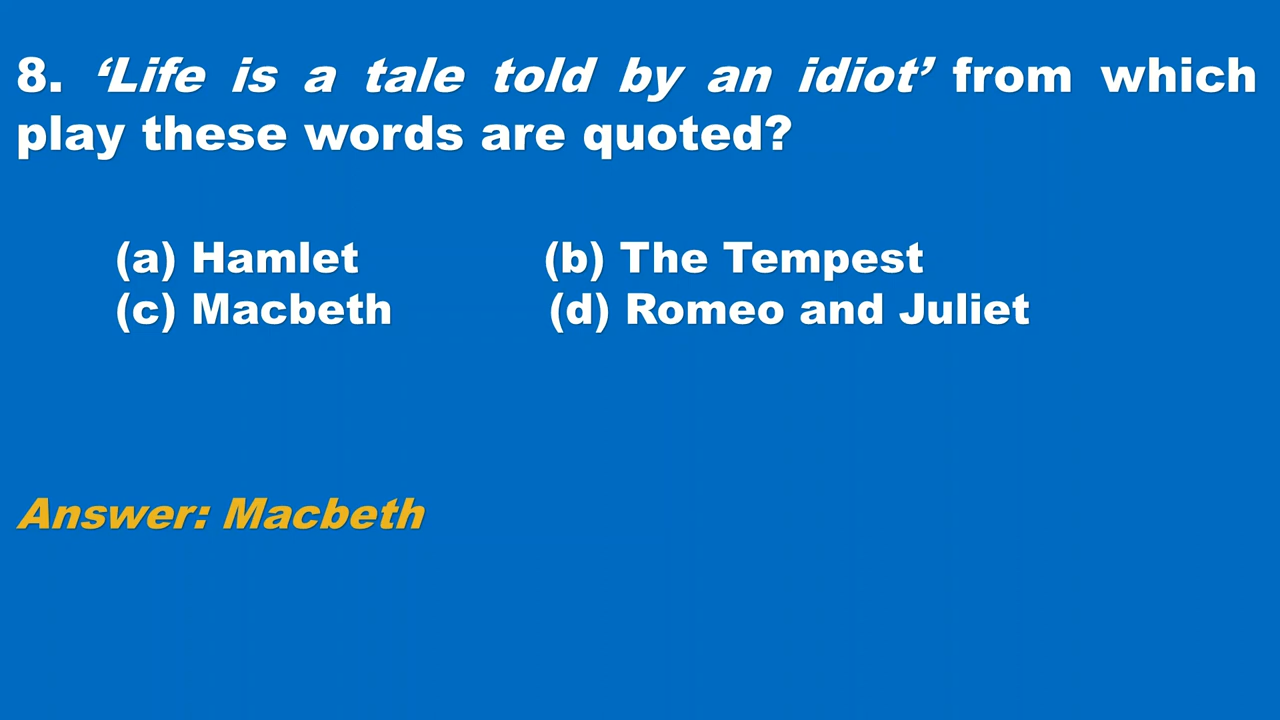 8. ‘Life is a tale told by an idiot’ from which
play these words are quoted?
(a) Hamlet (b) The Tempest
(c) Macbeth (d) Romeo and Juliet
Answer: Macbeth